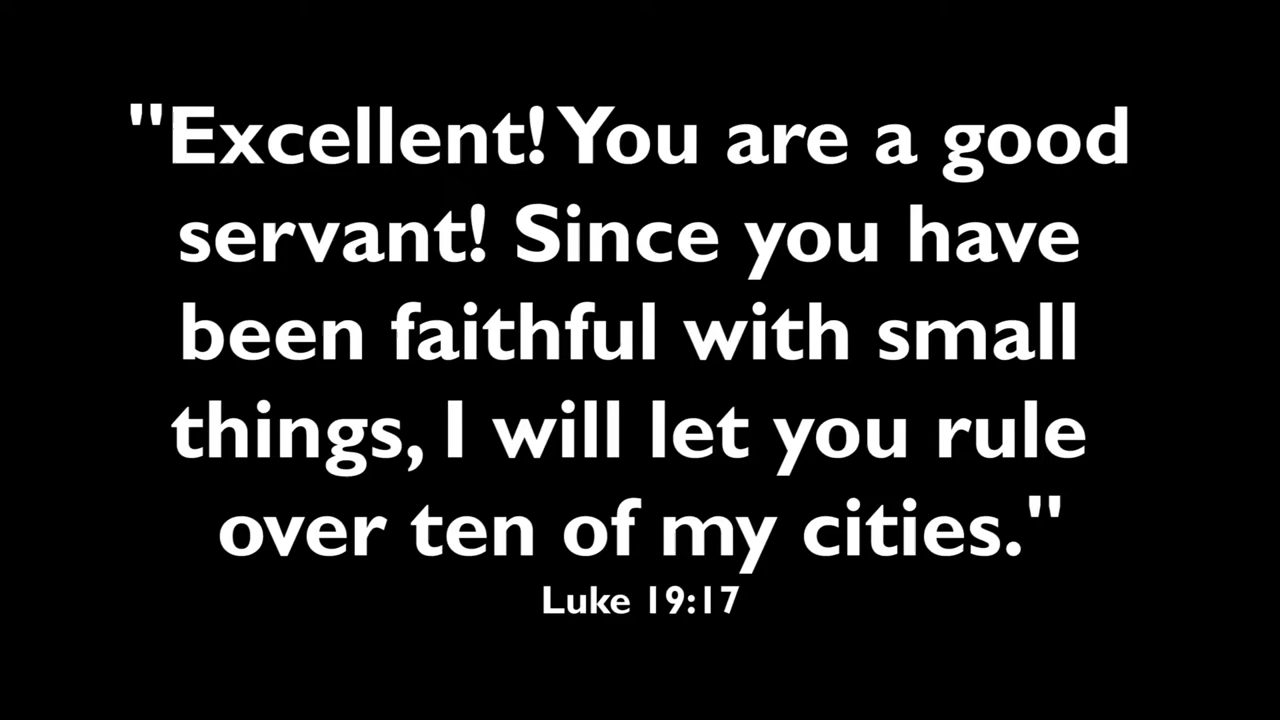 "Excellent! You are a good
servant! Since you have
been faithful with small
things, I will let you rule
over ten of my cities."
Luke 19:17